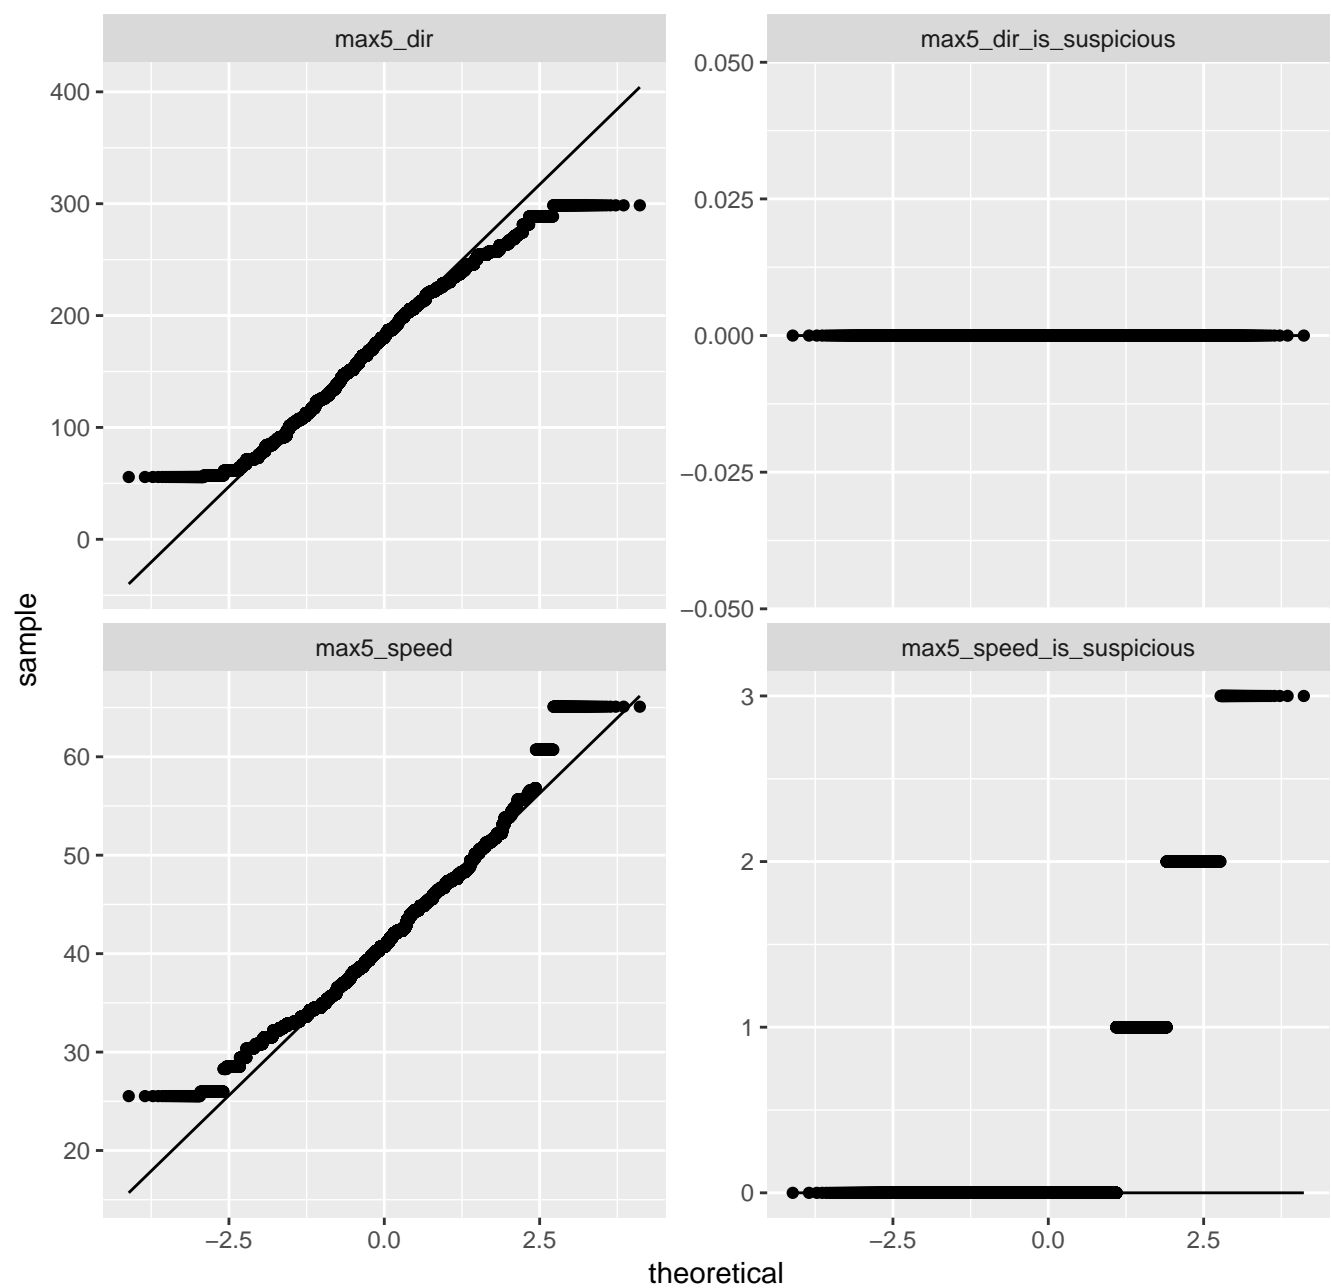 max5_dir
max5_dir_is_suspicious
400
300
200
100
0
0.050
0.025
0.000
−0.025
−0.050
max5_speed
max5_speed_is_suspicious
60
50
40
30
20
3
2
1
0
−2.5 0.0 2.5
−2.5 0.0 2.5
sample
theoretical